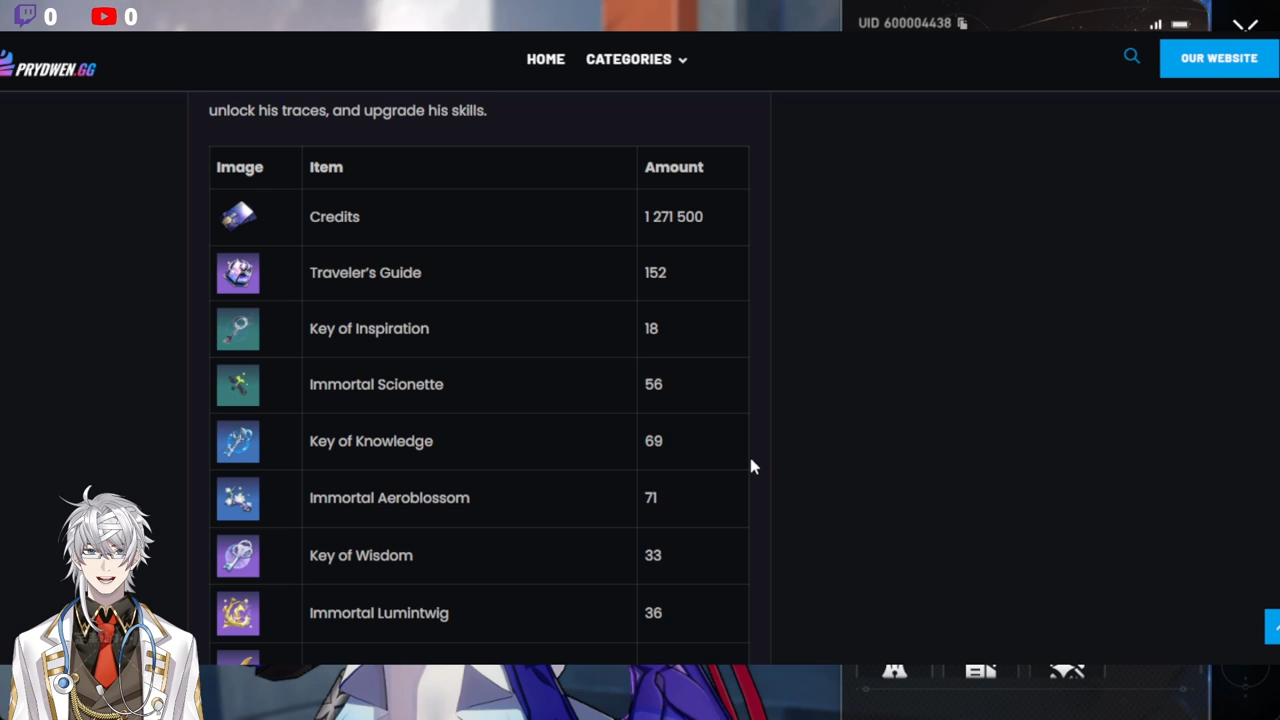 0 0
UID 600004438
PRYDWEN.GG HOME CATEGORIES OUR WEBSITE
unlock his traces, and upgrade his skills.
Image Item Amount
Credits 1 271 500
Traveler's Guide 152
Key of Inspiration 18
Immortal Scionette 56
Key of Knowledge 69
Immortal Aeroblossom 71
Key of Wisdom 33
Immortal Lumintwig 36